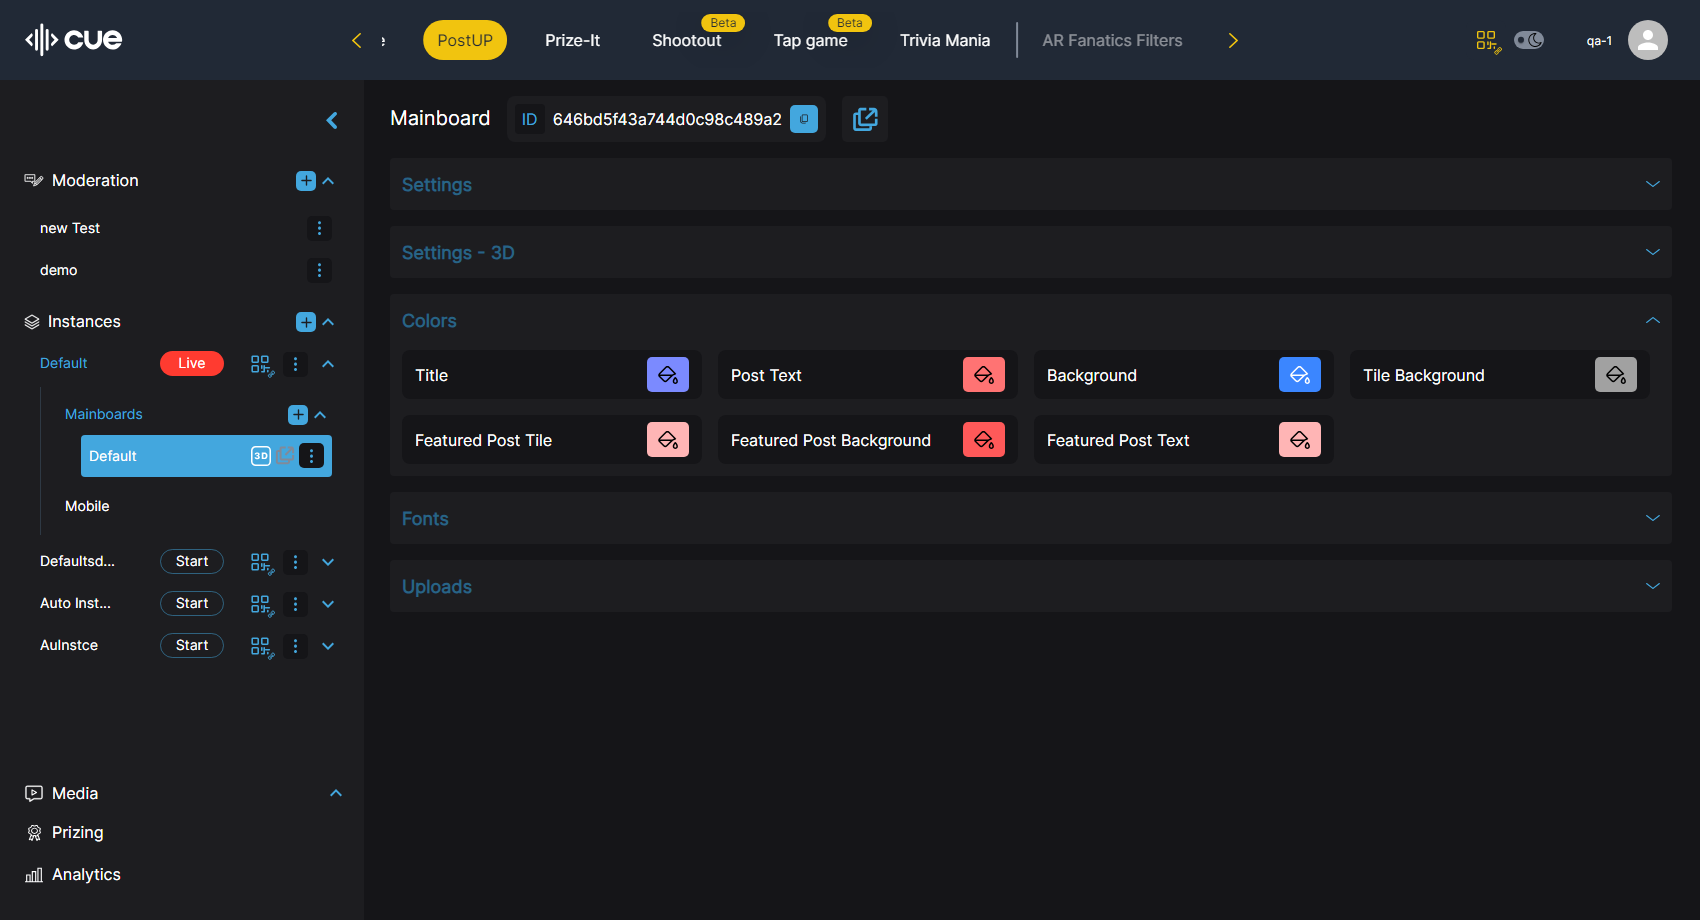 cue
e
PostUP
Prize-It
Shootout
Beta
Tap game
Beta
Trivia Mania
AR Fanatics Filters
qa-1
Moderation
new Test
demo
Instances
Default
Live
Mainboards
Default
3D
Mobile
Defaultsd...
Start
Auto Inst...
Start
AuInstce
Start
Media
Prizing
Analytics
Mainboard
ID
646bd5f43a744d0c98c489a2
Settings
Settings - 3D
Colors
Title
Post Text
Background
Tile Background
Featured Post Tile
Featured Post Background
Featured Post Text
Fonts
Uploads